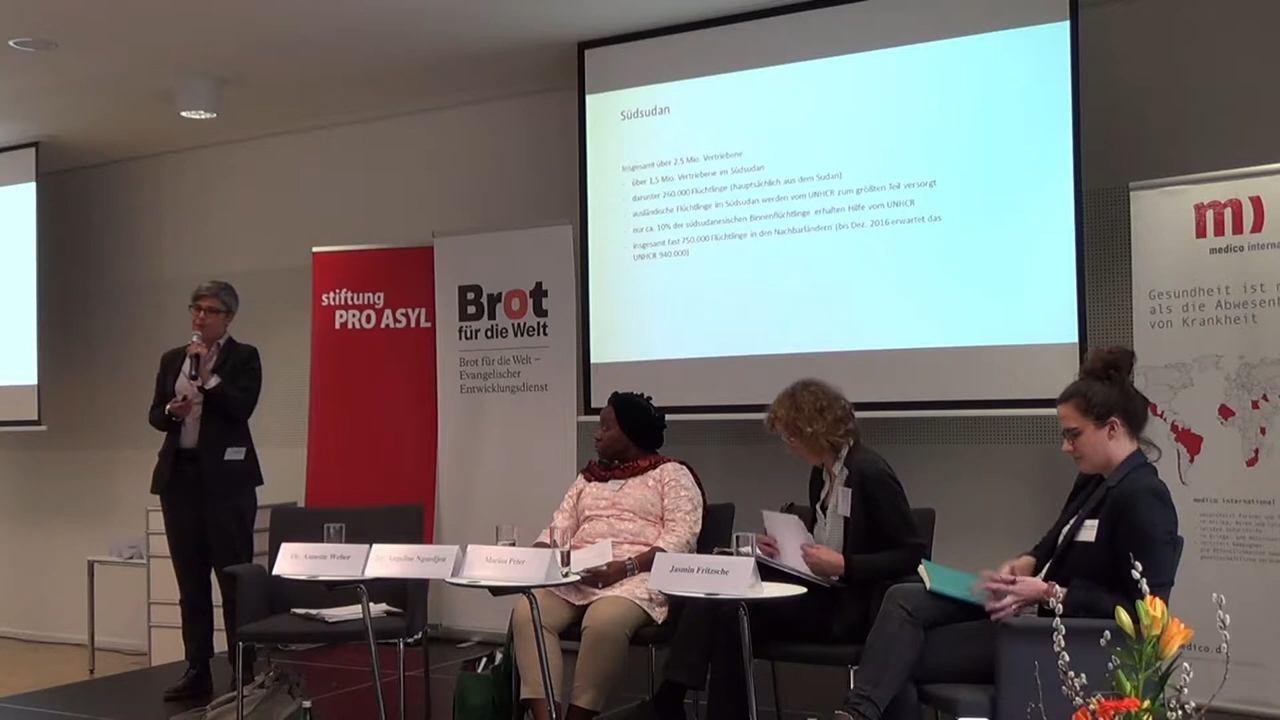 Südsudan
Insgesamt über 2,5 Mio. Vertriebene
- über 1,5 Mio. Vertriebene im Südsudan
- darunter 260.000 Flüchtlinge (hauptsächlich aus dem Sudan)
ausländische Flüchtlinge im Südsudan werden vom UNHCR zum größten Teil versorgt
nur ca. 10% der südsudanesischen Binnenflüchtlinge erhalten Hilfe vom UNHCR
- insgesamt fast 750.000 Flüchtlinge in den Nachbarländern (bis Dez. 2016 erwartet das
UNHCR 940.000)
stiftung
PRO ASYL
Brot
für die Welt
Brot für die Welt –
Evangelischer
Entwicklungsdienst
m)
medico interna
Gesundheit ist
als die Abwesen
von Krankheit
medico international
Dr. Annette Weber
Martina Peter
Jasmin Fritzsche